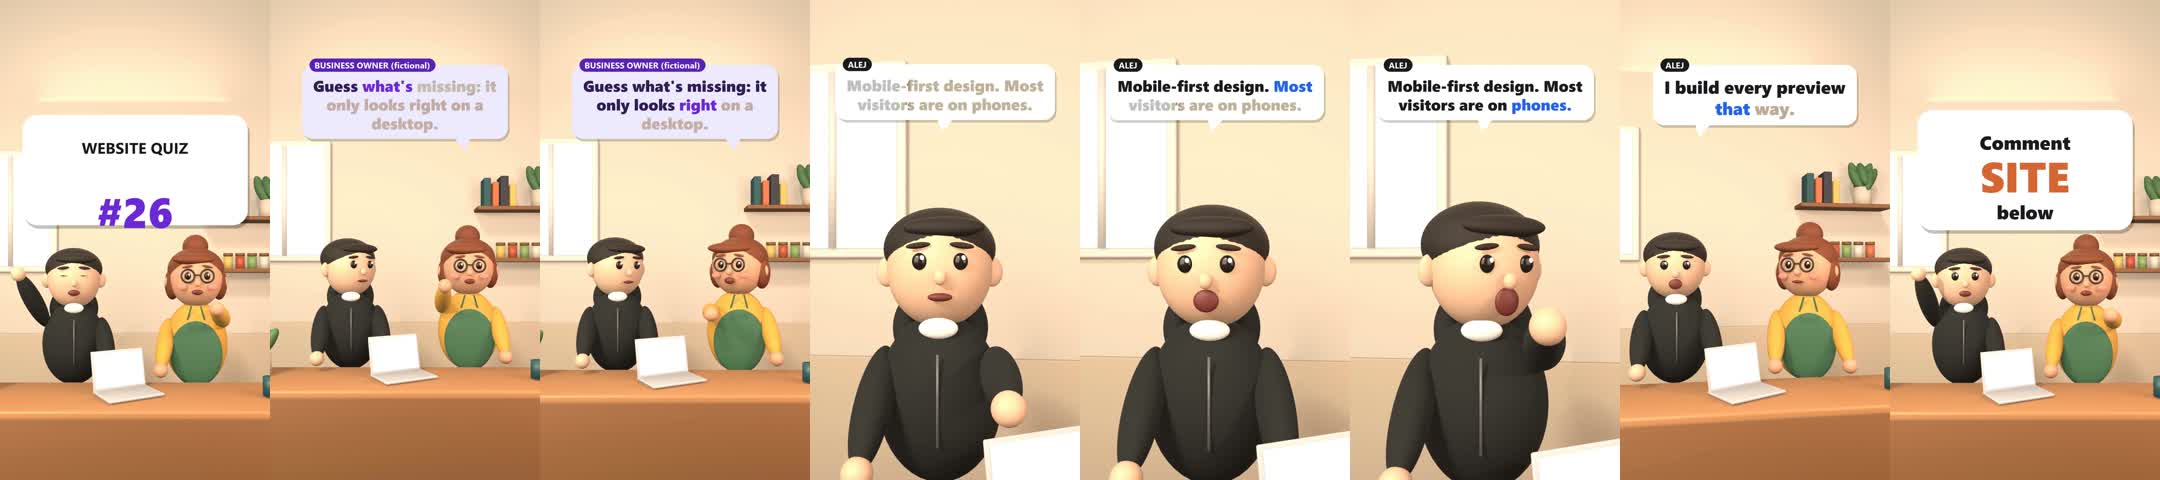 WEBSITE QUIZ
#26
BUSINESS OWNER (fictional)
Guess what's missing: it
only looks right on a
desktop.
BUSINESS OWNER (fictional)
Guess what's missing: it
only looks right on a
desktop.
ALEJ
Mobile-first design. Most
visitors are on phones.
ALEJ
Mobile-first design. Most
visitors are on phones.
ALEJ
Mobile-first design. Most
visitors are on phones.
ALEJ
I build every preview
that way.
Comment
SITE
below